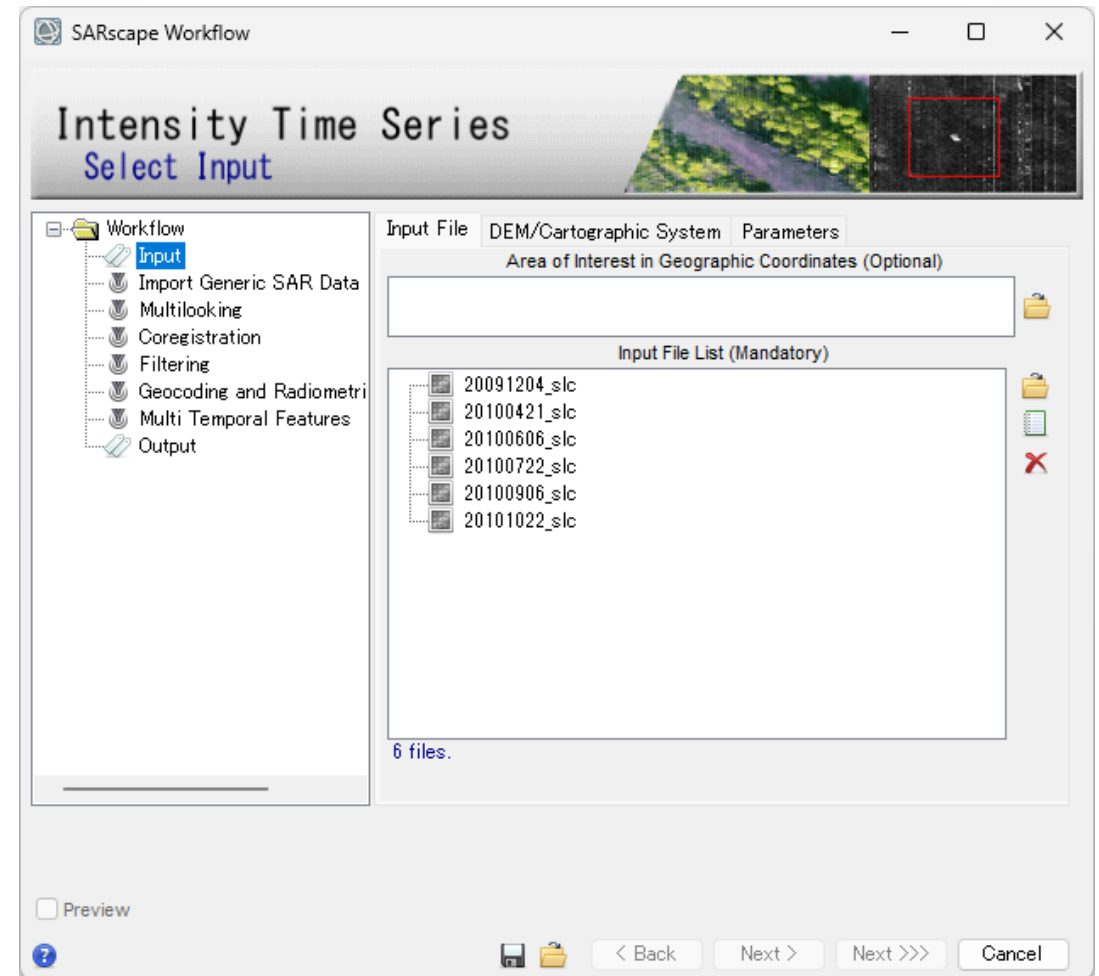 SARscape Workflow
Intensity Time Series
Select Input
Workflow
Input
Import Generic SAR Data
Multilooking
Coregistration
Filtering
Geocoding and Radiometri
Multi Temporal Features
Output
Input File
DEM/Cartographic System
Parameters
Area of Interest in Geographic Coordinates (Optional)
Input File List (Mandatory)
20091204_slc
20100421_slc
20100606_slc
20100722_slc
20100906_slc
20101022_slc
6 files.
Preview
?
< Back
Next >
Next >>>
Cancel